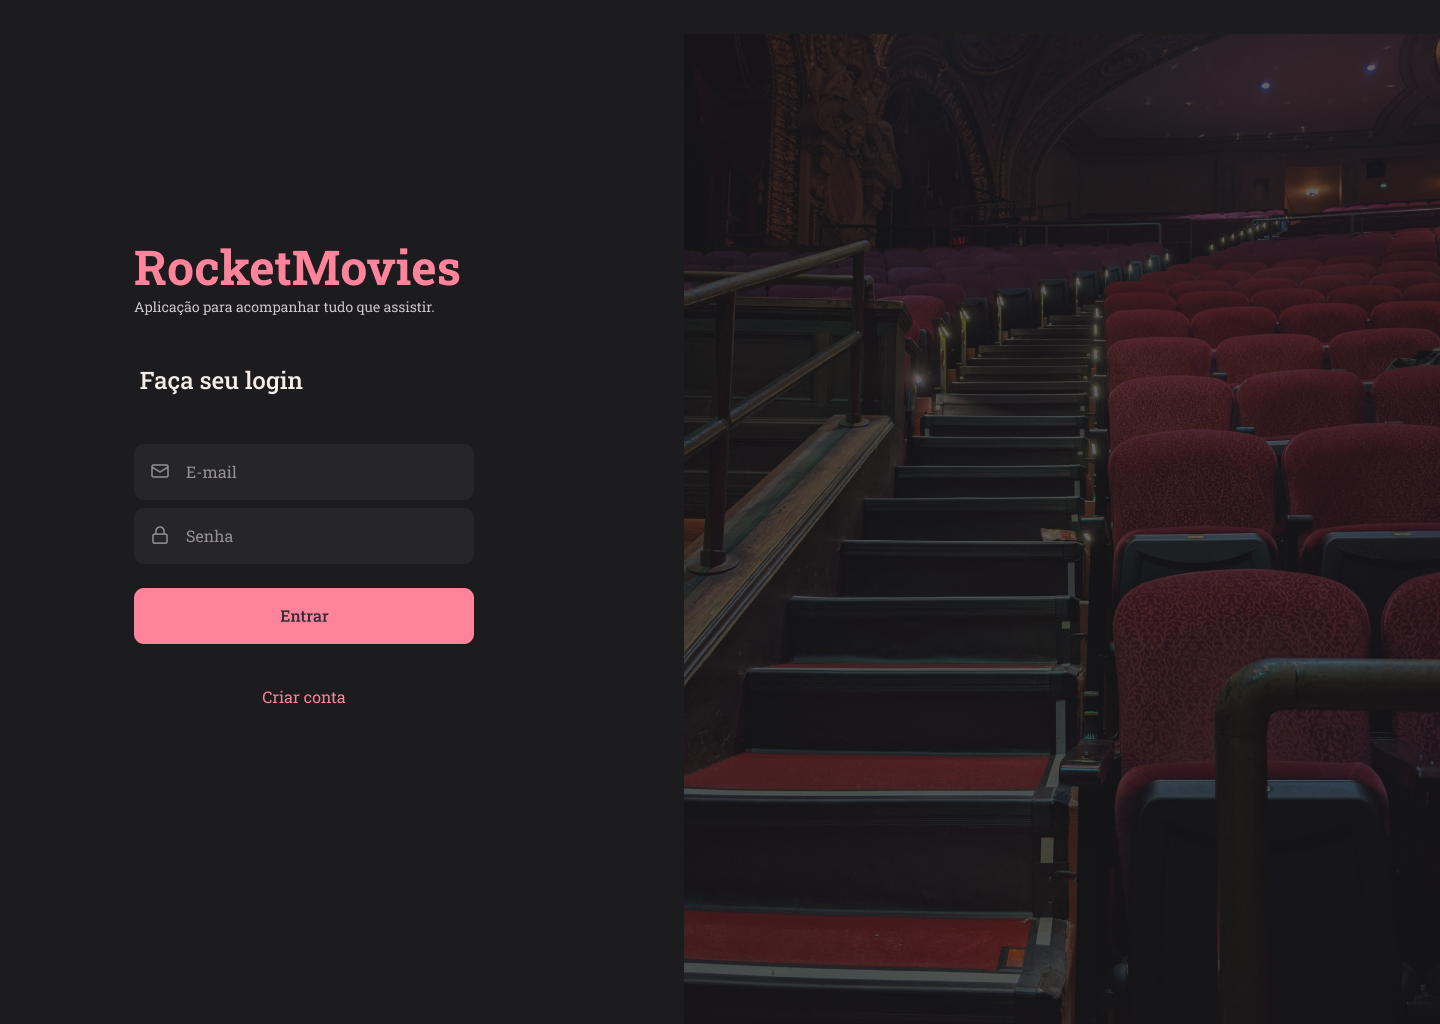 RocketMovies
Aplicação para acompanhar tudo que assistir.
Faça seu login
E-mail
Senha
Entrar
Criar conta